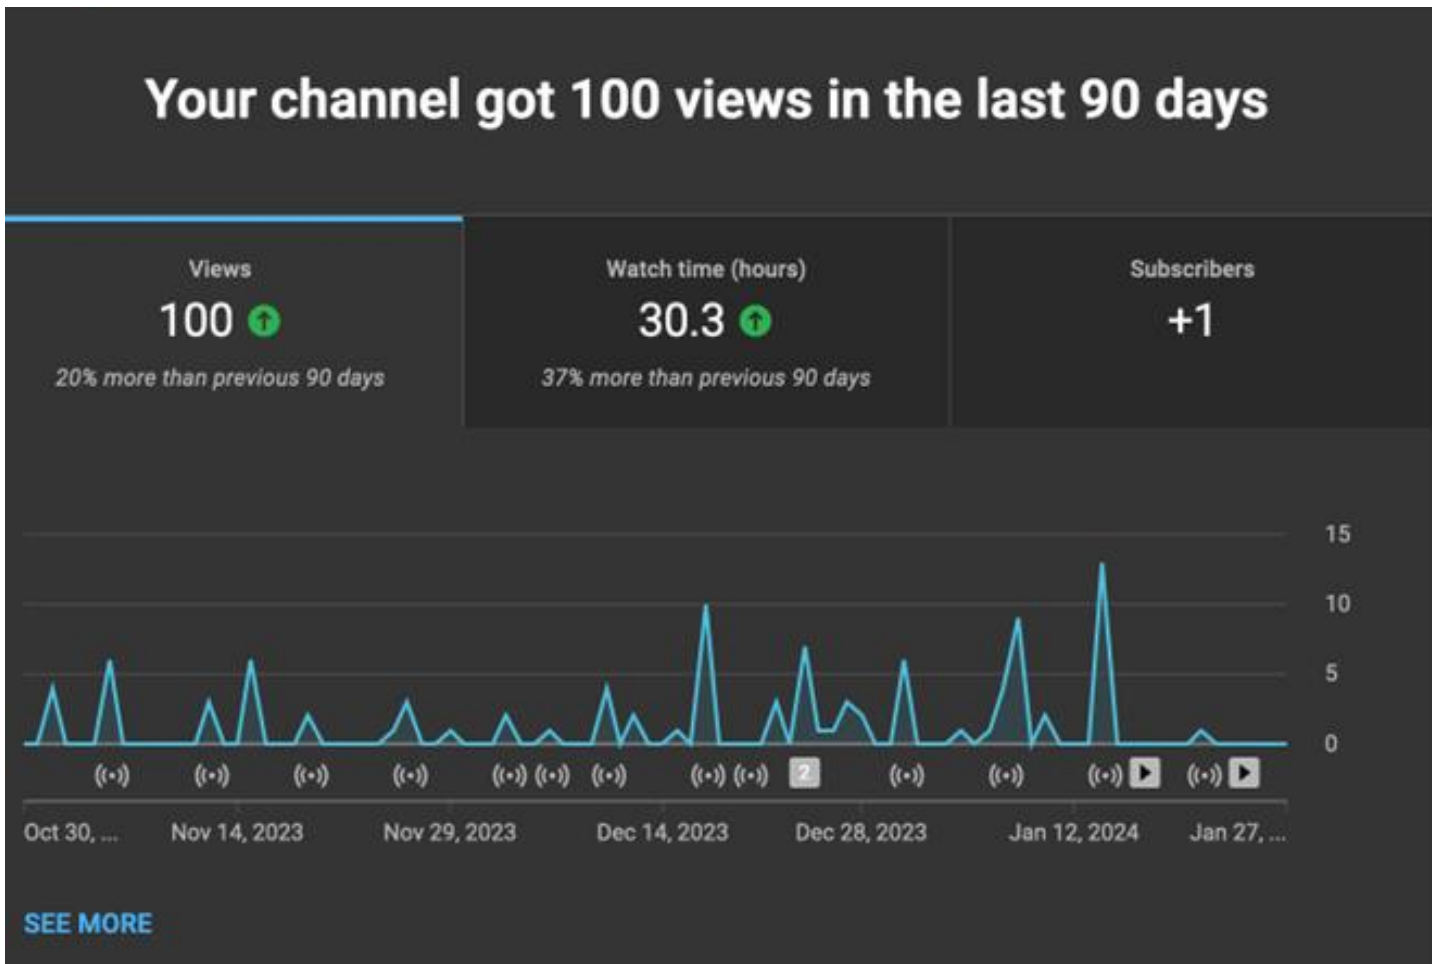 Your channel got 100 views in the last 90 days
Views
100
20% more than previous 90 days
Watch time (hours)
30.3
37% more than previous 90 days
Subscribers
+1
15
10
5
0
2
Oct 30, ...
Nov 14, 2023
Nov 29, 2023
Dec 14, 2023
Dec 28, 2023
Jan 12, 2024
Jan 27, ...
SEE MORE